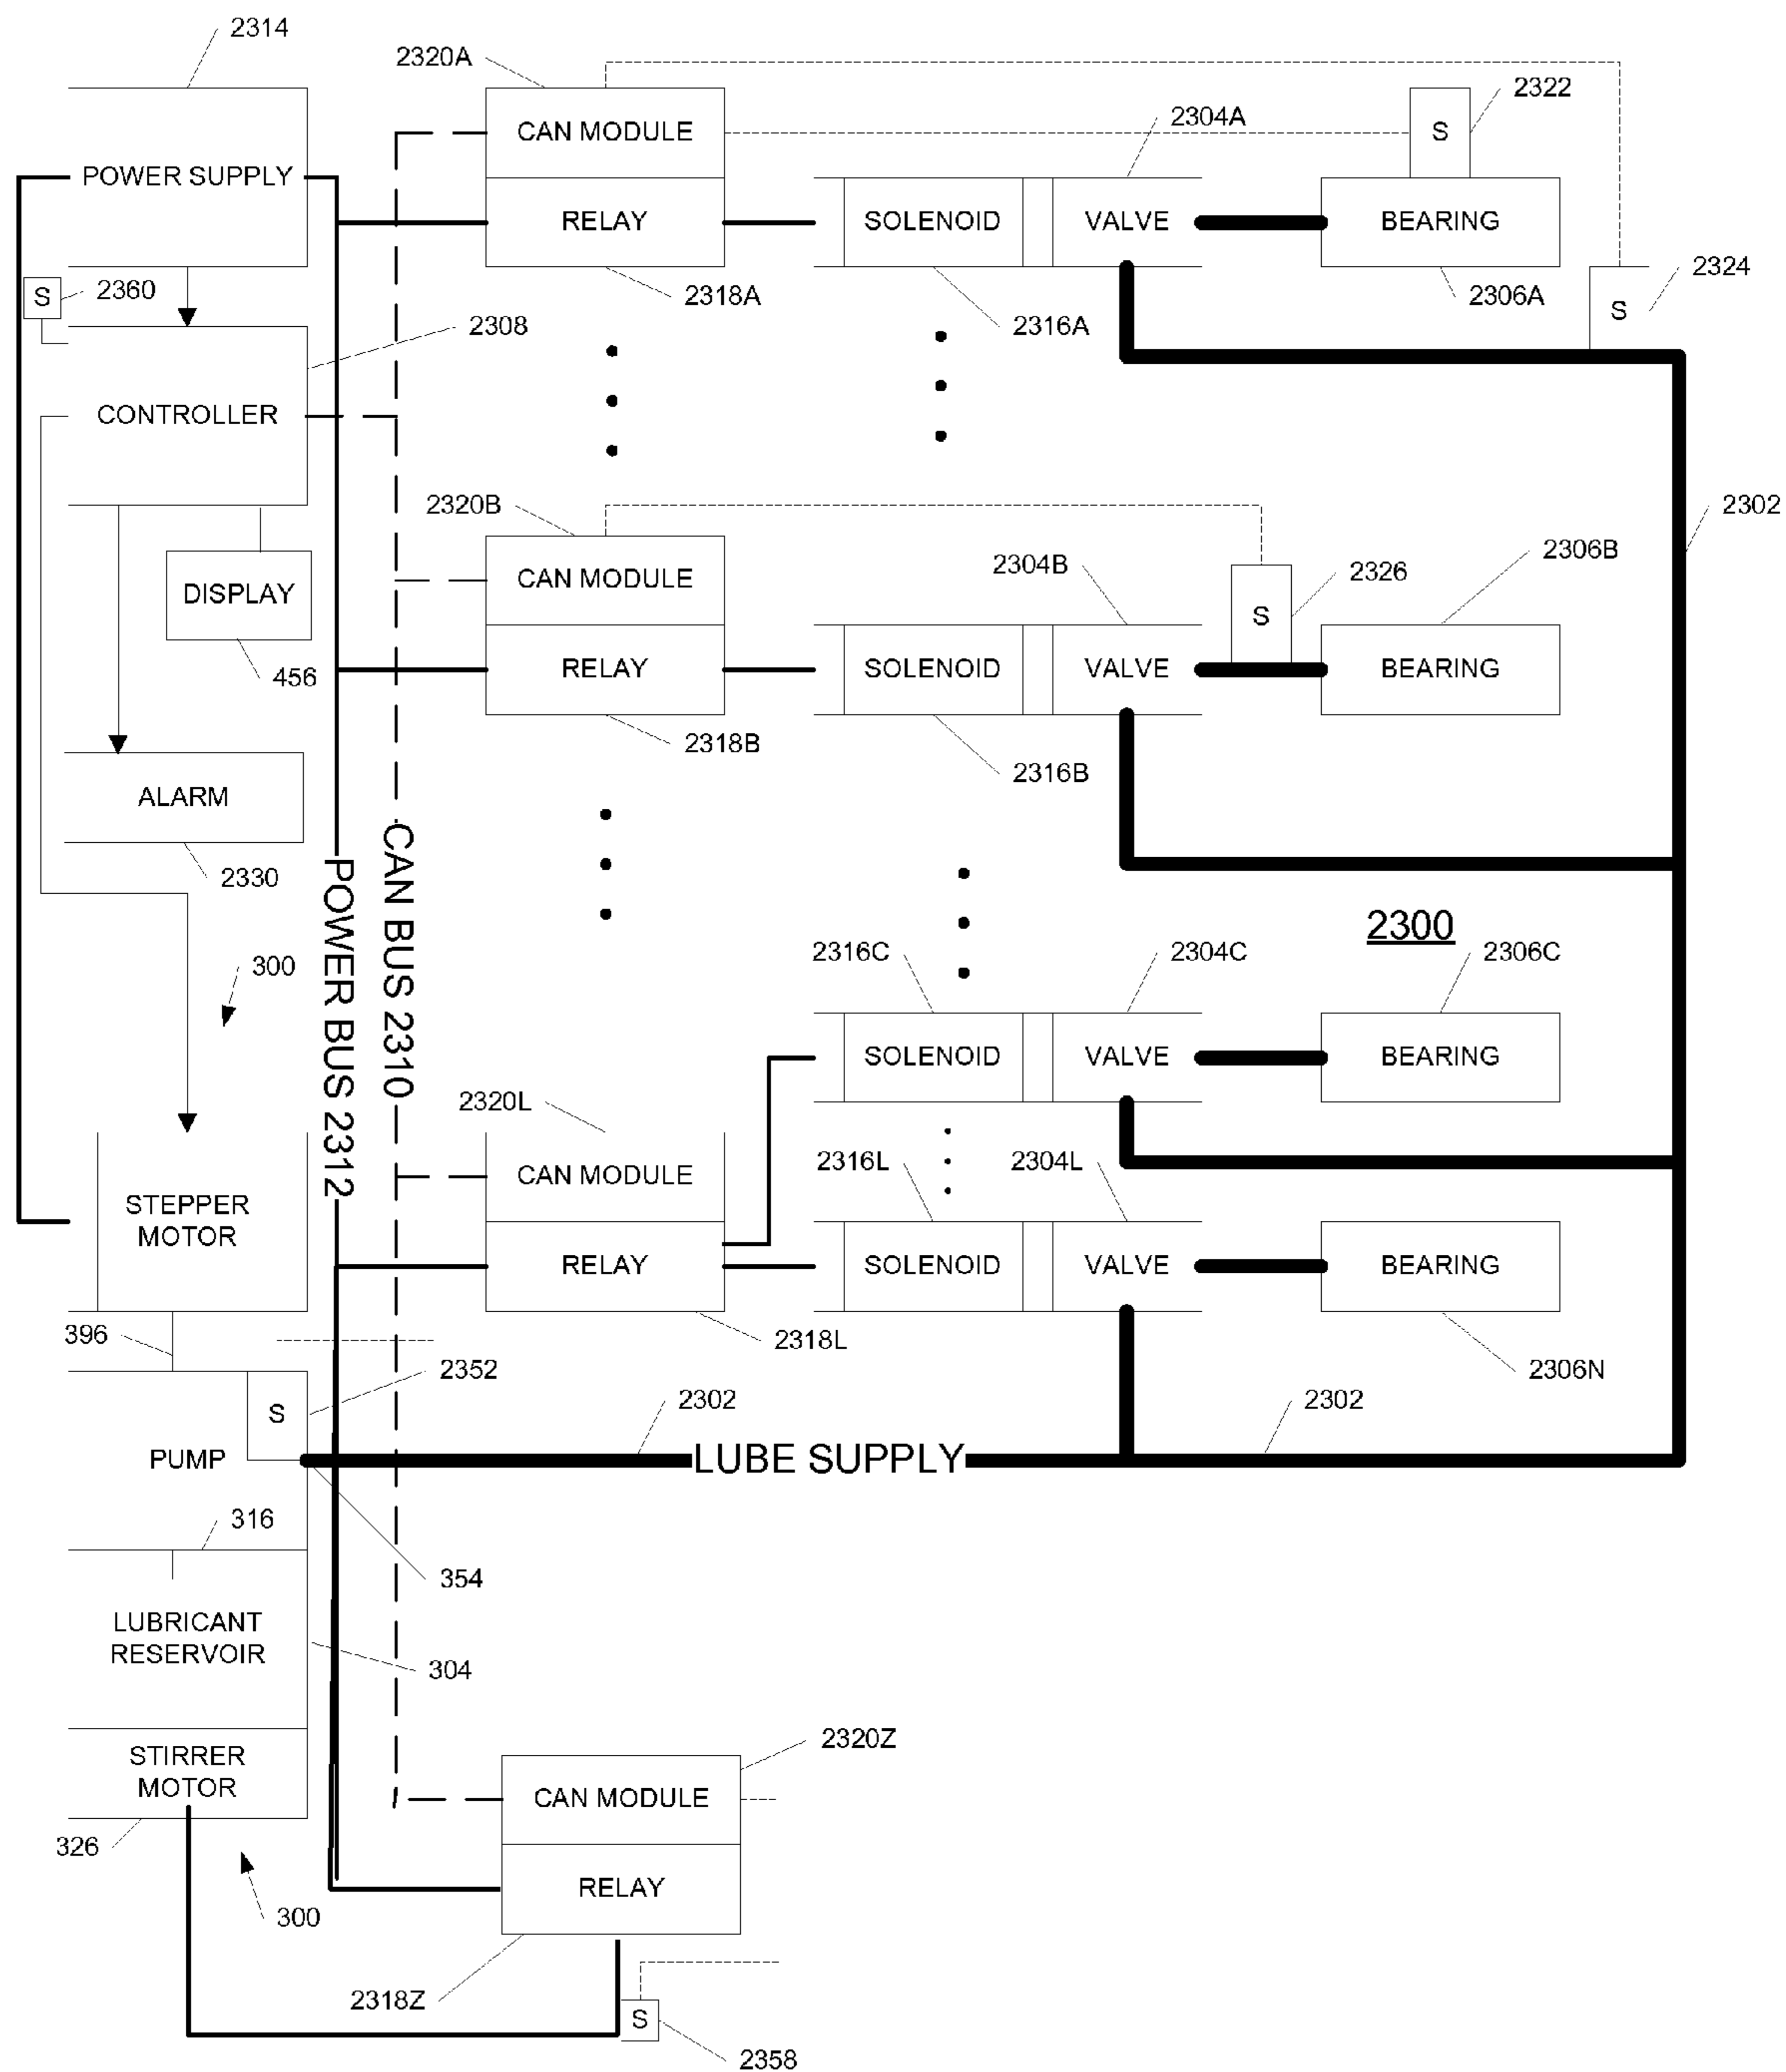 2314
2320A
2322
2304A
CAN MODULE
S
POWER SUPPLY
RELAY
SOLENOID
VALVE
BEARING
2324
S
2360
S
2318A
2306A
2316A
2308
CONTROLLER
2320B
2302
2304B
2306B
2326
CAN MODULE
DISPLAY
S
RELAY
SOLENOID
VALVE
BEARING
456
2318B
2316B
ALARM
2330
POWER BUS 2312
CAN BUS 2310
2300
300
2316C
2304C
2306C
SOLENOID
VALVE
BEARING
2320L
2316L
2304L
CAN MODULE
STEPPER
MOTOR
RELAY
SOLENOID
VALVE
BEARING
396
2318L
2352
2306N
S
2302
2302
PUMP
LUBE SUPPLY
316
354
LUBRICANT
RESERVOIR
304
2320Z
STIRRER
MOTOR
CAN MODULE
326
RELAY
300
2318Z
S
2358